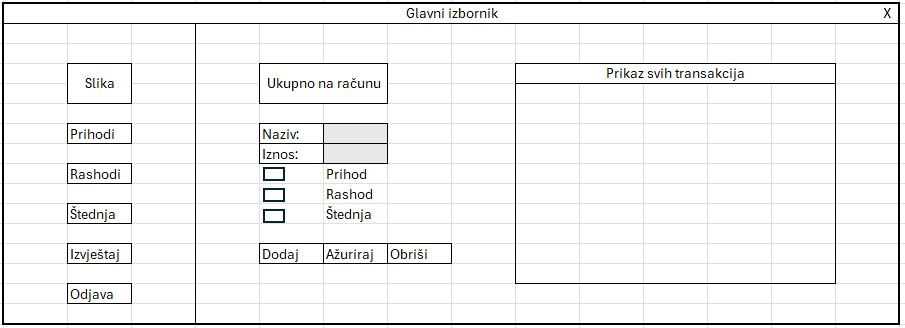 Glavni izbornik X
Slika
Prihodi
Rashodi
Štednja
Izvještaj
Odjava
Ukupno na računu
Naziv:
Iznos:
Prihod
Rashod
Štednja
Dodaj Ažuriraj Obriši
Prikaz svih transakcija